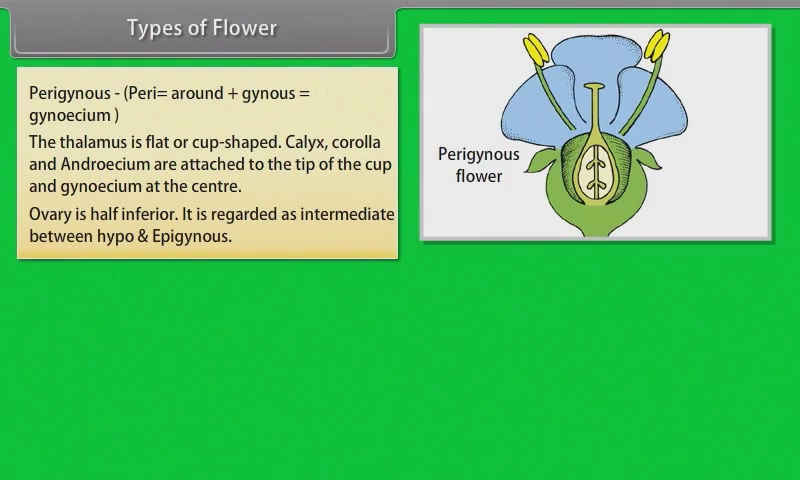 Types of Flower
Perigynous - (Peri= around + gynous =
gynoecium )
The thalamus is flat or cup-shaped. Calyx, corolla
and Androecium are attached to the tip of the cup
and gynoecium at the centre.
Ovary is half inferior. It is regarded as intermediate
between hypo & Epigynous.
Perigynous
flower